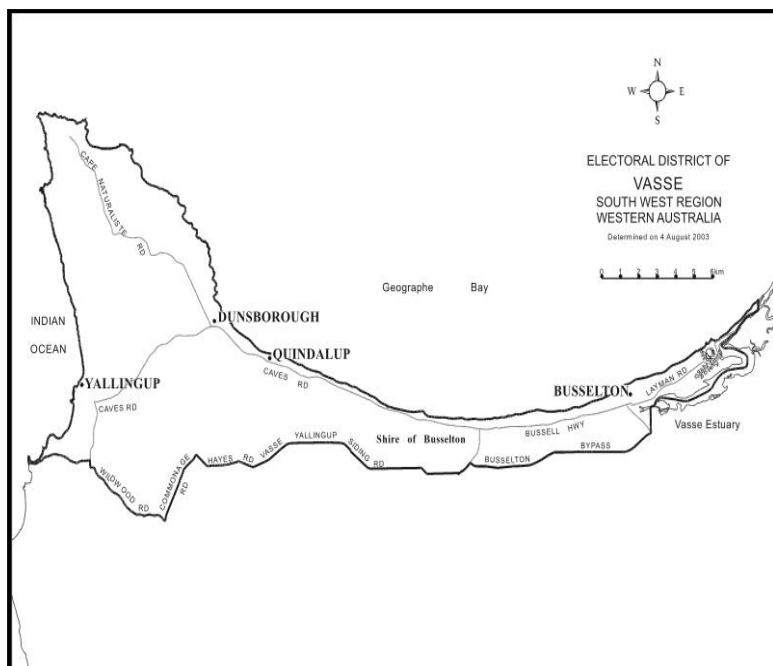 N
W E
S
ELECTORAL DISTRICT OF
VASSE
SOUTH WEST REGION
WESTERN AUSTRALIA
Determined on 4 August 2003
0 1 2 3 4 5 6km
CAPE
NATURALISTE
RD
Geographe Bay
DUNSBOROUGH
INDIAN
OCEAN
QUINDALUP
CAVES
RD
YALLINGUP
CAVES RD
BUSSELTON
LAYMAN RD
Vasse Estuary
BUSSELL HWY
Shire of Busselton
WILDWOOD
RD
COMMONAGE
RD
HAYES RD
VASSE
YALLINGUP
SIDING
RD
BUSSELTON
BYPASS